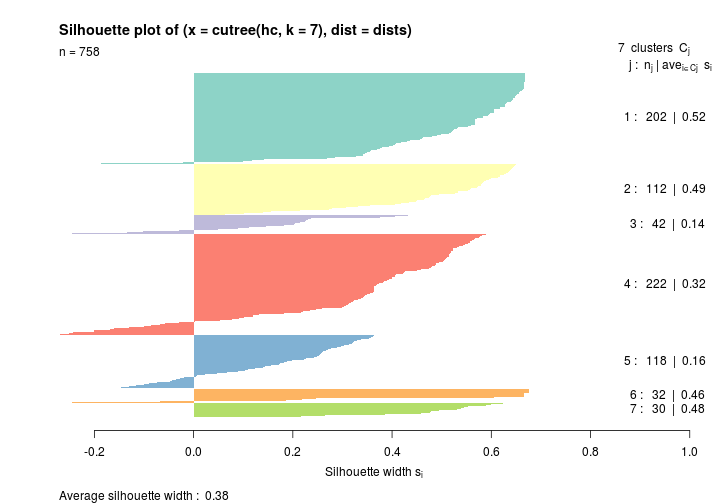 Silhouette plot of (x = cutree(hc, k = 7), dist = dists)
n = 758
7 clusters Cj
j : nj | avei∈Cj si
1 : 202 | 0.52
2 : 112 | 0.49
3 : 42 | 0.14
4 : 222 | 0.32
5 : 118 | 0.16
6 : 32 | 0.46
7 : 30 | 0.48
-0.2 0.0 0.2 0.4 0.6 0.8 1.0
Silhouette width si
Average silhouette width : 0.38